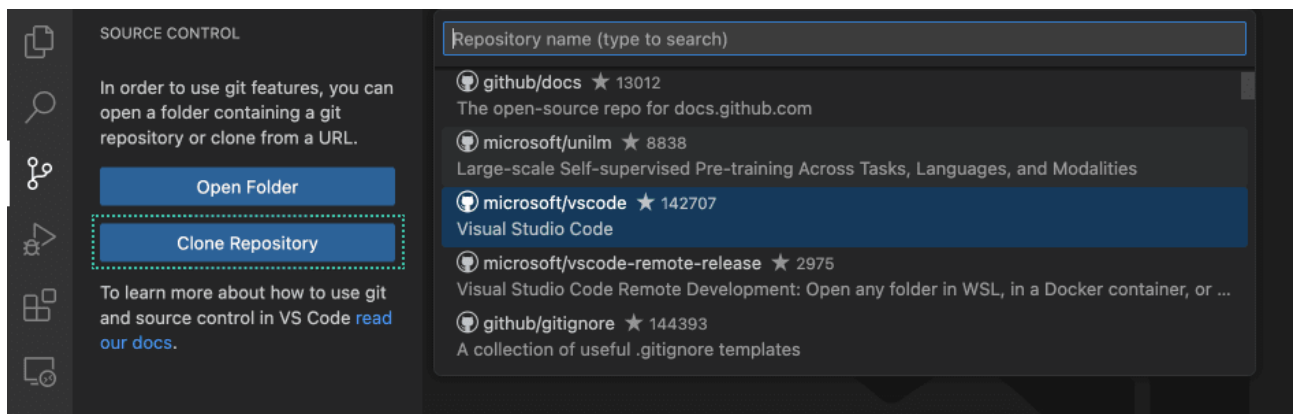 SOURCE CONTROL
In order to use git features, you can
open a folder containing a git
repository or clone from a URL.
Open Folder
Clone Repository
To learn more about how to use git
and source control in VS Code read
our docs.
Repository name (type to search)
github/docs ★ 13012
The open-source repo for docs.github.com
microsoft/unilm ★ 8838
Large-scale Self-supervised Pre-training Across Tasks, Languages, and Modalities
microsoft/vscode ★ 142707
Visual Studio Code
microsoft/vscode-remote-release ★ 2975
Visual Studio Code Remote Development: Open any folder in WSL, in a Docker container, or ...
github/gitignore ★ 144393
A collection of useful .gitignore templates